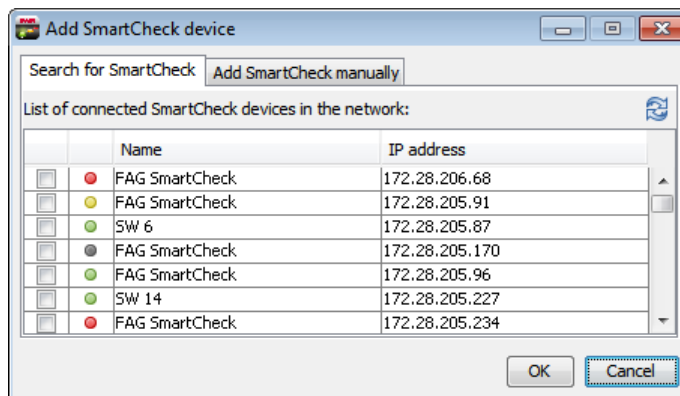 Add SmartCheck device
Search for SmartCheck Add SmartCheck manually
List of connected SmartCheck devices in the network:
Name IP address
FAG SmartCheck 172.28.206.68
FAG SmartCheck 172.28.205.91
SW 6 172.28.205.87
FAG SmartCheck 172.28.205.170
FAG SmartCheck 172.28.205.96
SW 14 172.28.205.227
FAG SmartCheck 172.28.205.234
OK Cancel